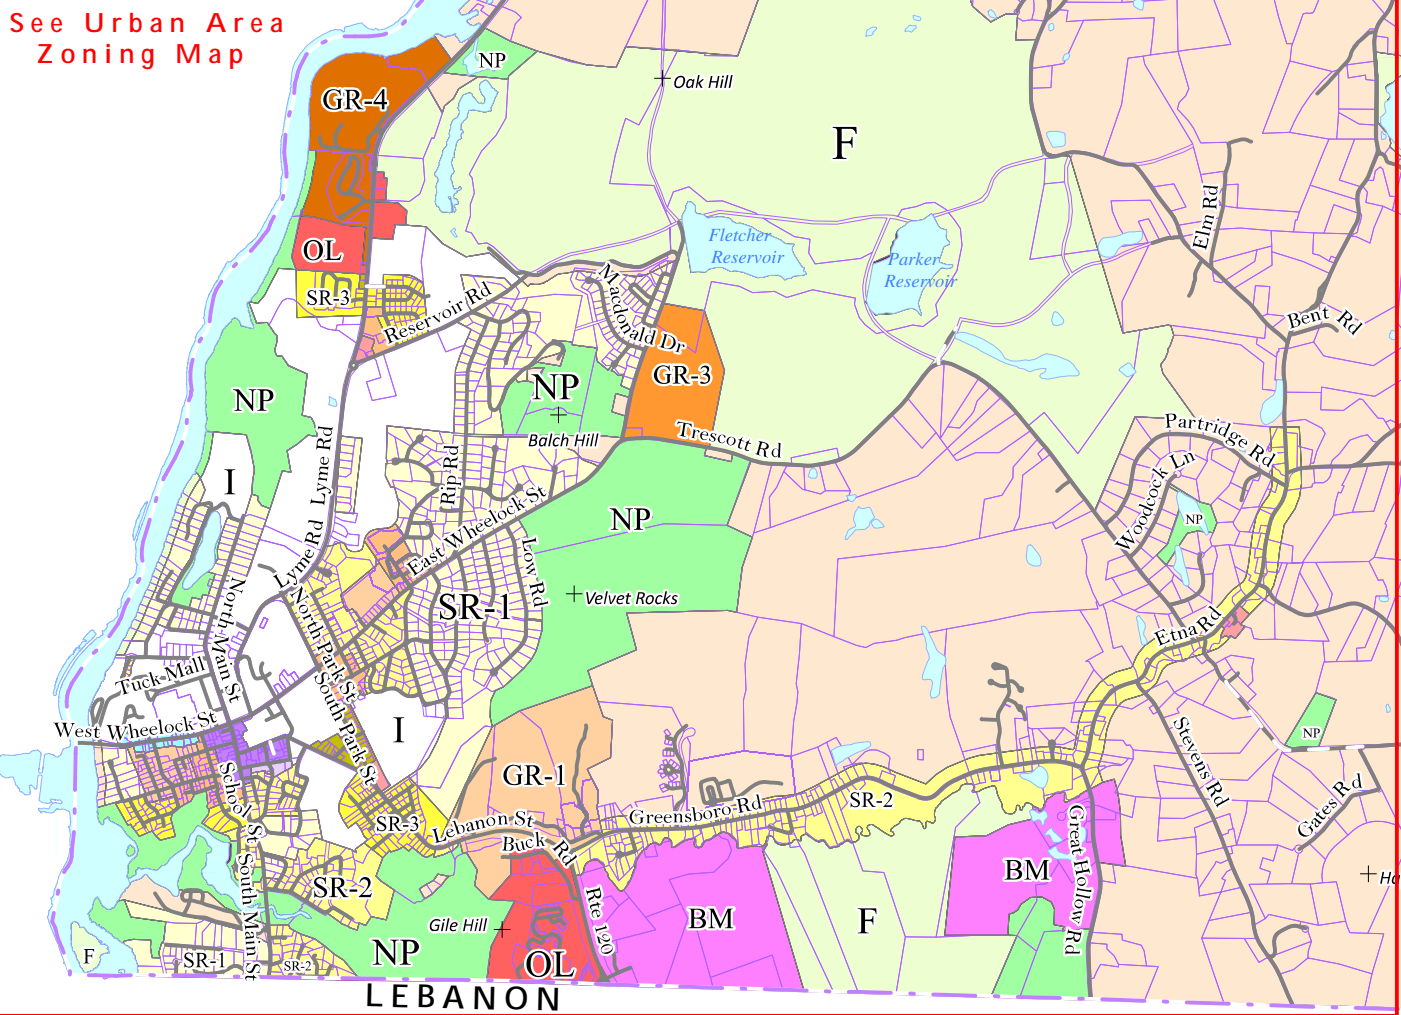 See Urban Area
Zoning Map
NP
Oak Hill
GR-4
F
Elm Rd
Fletcher
Reservoir
OL
Parker
Reservoir
SR-3
Macdonald Dr
Reservoir Rd
Bent Rd
GR-3
NP
NP
Balch Hill
Trescott Rd
Partridge Rd
Lyme Rd
Rip Rd
Woodcock Ln
I
East Wheelock St
NP
NP
Lyme Rd
Low Rd
Velvet Rocks
North Main St
North Park St
SR-1
Etna Rd
Tuck Mall
South Park St
West Wheelock St
I
Stevens Rd
NP
GR-1
School St
SR-2
Gates Rd
Greensboro Rd
SR-3
Lebanon St
Great Hollow Rd
Buck Rd
BM
Ha
SR-2
South Main St
Rte 120
BM
F
Gile Hill
NP
F
SR-1
SR-2
OL
LEBANON